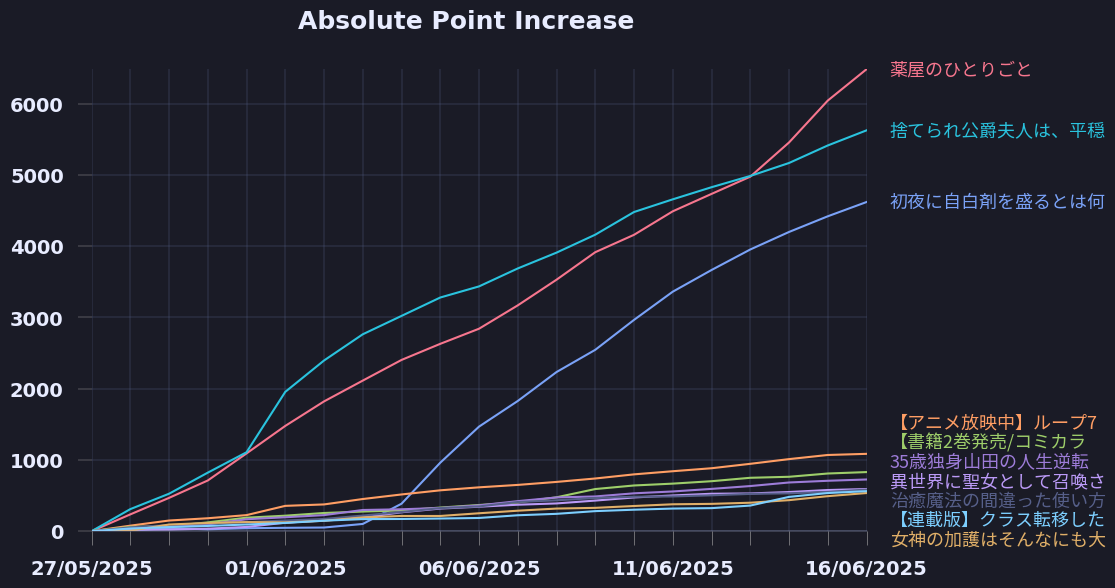 Absolute Point Increase
薬屋のひとりごと
6000
捨てられ公爵夫人は、平穏
5000
初夜に自白剤を盛るとは何
4000
3000
2000
【アニメ放映中】ループ7
【書籍2巻発売/コミカラ
1000
35歳独身山田の人生逆転
異世界に聖女として召喚さ
治癒魔法の間違った使い方
【連載版】クラス転移した
0
女神の加護はそんなにも大
27/05/2025 01/06/2025 06/06/2025 11/06/2025 16/06/2025